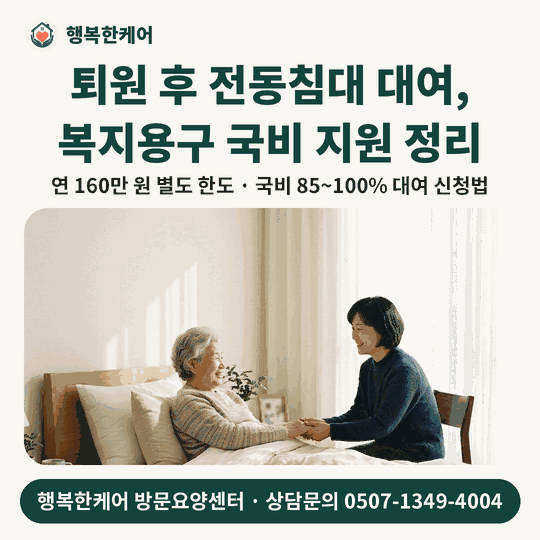 행복한케어
퇴원 후 전동침대 대여,
복지용구 국비 지원 정리
연 160만 원 별도 한도 · 국비 85~100% 대여 신청법
행복한케어 방문요양센터 · 상담문의 0507-1349-4004